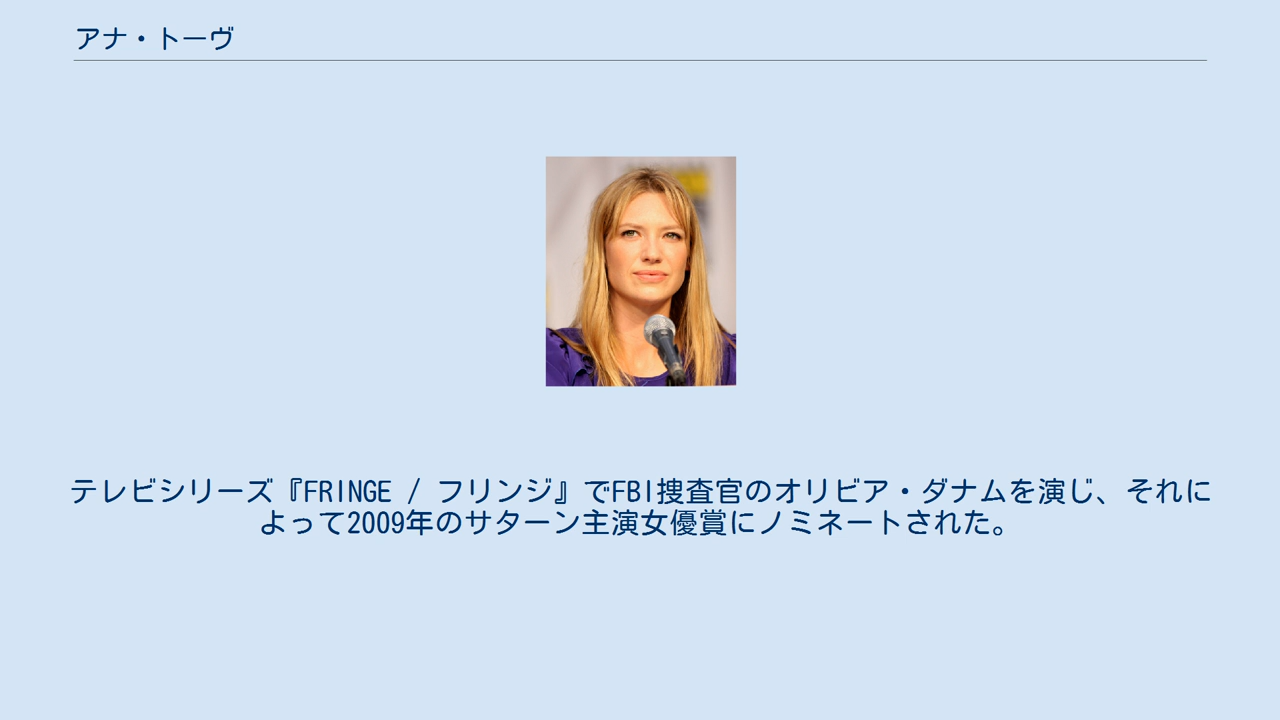 アナ・トーヴ
テレビシリーズ『FRINGE / フリンジ』でFBI捜査官のオリビア・ダナムを演じ、それに
よって2009年のサターン主演女優賞にノミネートされた。